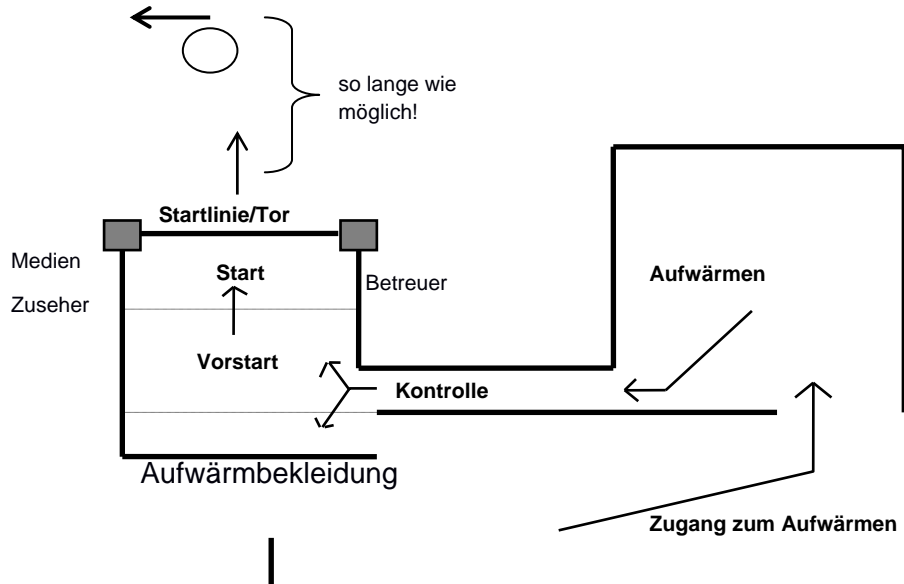 so lange wie
möglich!
Startlinie/Tor
Medien
Zuseher
Start
Betreuer
Aufwärmen
Vorstart
Kontrolle
Aufwärmbekleidung
Zugang zum Aufwärmen